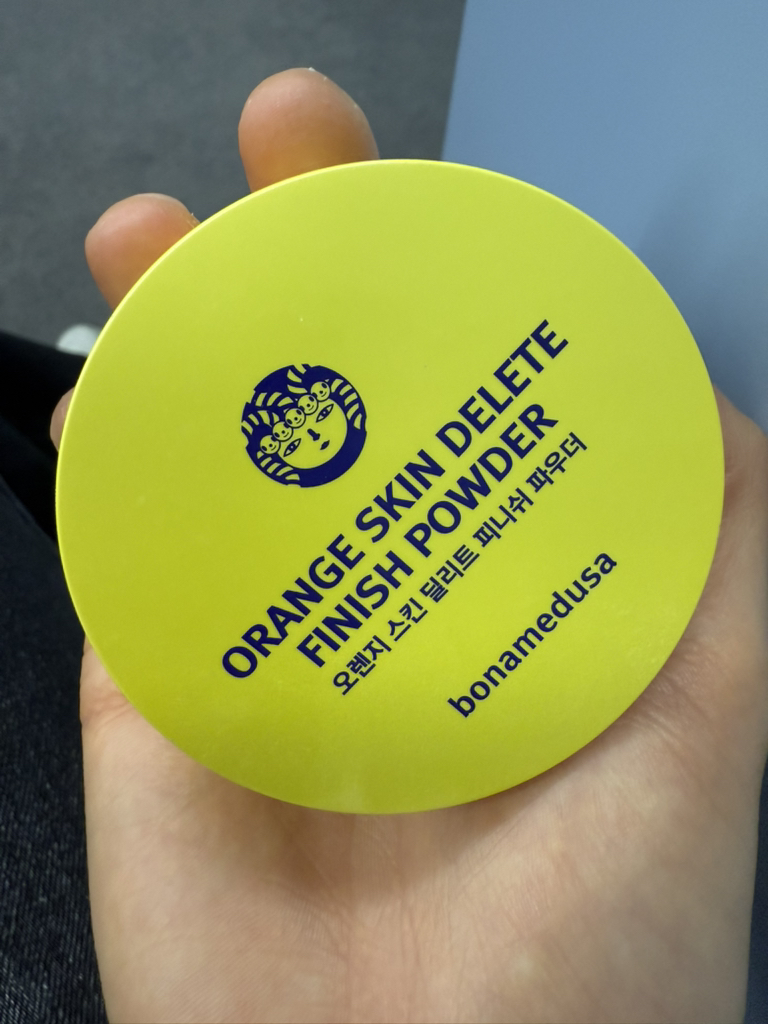 ORANGE SKIN DELETE
FINISH POWDER
오렌지 스킨 딜리트 피니쉬 파우더
bonamedusa